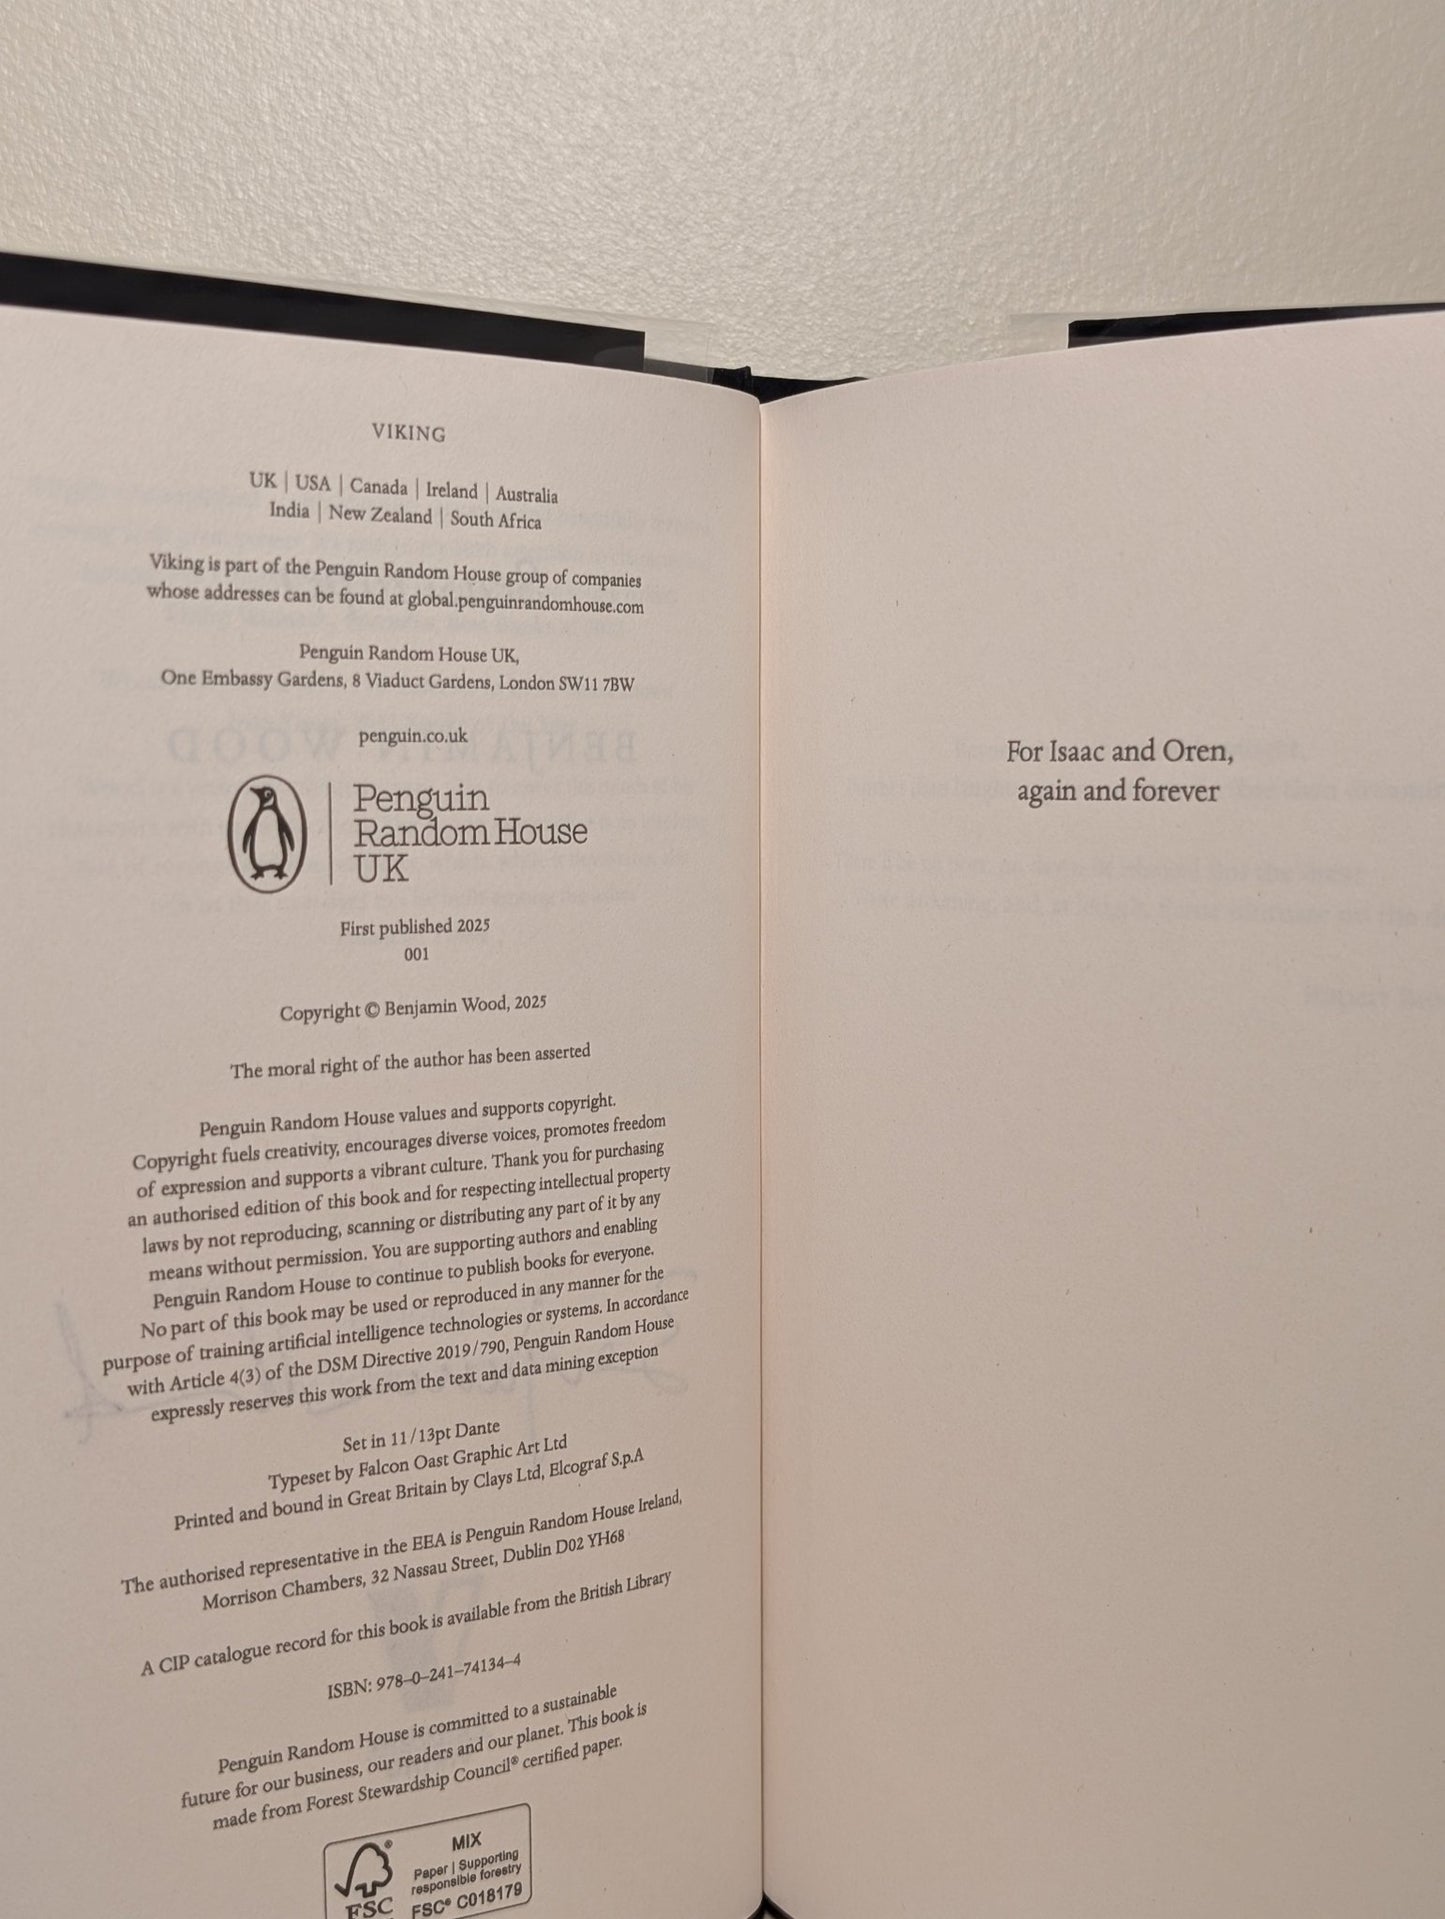 VIKING
UK | USA | Canada | Ireland | Australia
India | New Zealand | South Africa
Viking is part of the Penguin Random House group of companies
whose addresses can be found at global.penguinrandomhouse.com
Penguin Random House UK,
One Embassy Gardens, 8 Viaduct Gardens, London SW11 7BW
penguin.co.uk
Penguin
Random House
UK
First published 2025
001
Copyright © Benjamin Wood, 2025
The moral right of the author has been asserted
Penguin Random House values and supports copyright.
Copyright fuels creativity, encourages diverse voices, promotes freedom
of expression and supports a vibrant culture. Thank you for purchasing
an authorised edition of this book and for respecting intellectual property
laws by not reproducing, scanning or distributing any part of it by any
means without permission. You are supporting authors and enabling
Penguin Random House to continue to publish books for everyone.
No part of this book may be used or reproduced in any manner for the
purpose of training artificial intelligence technologies or systems. In accordance
with Article 4(3) of the DSM Directive 2019/790, Penguin Random House
expressly reserves this work from the text and data mining exception
Set in 11/13pt Dante
Typeset by Falcon Oast Graphic Art Ltd
Printed and bound in Great Britain by Clays Ltd, Elcograf S.p.A
The authorised representative in the EEA is Penguin Random House Ireland,
Morrison Chambers, 32 Nassau Street, Dublin D02 YH68
A CIP catalogue record for this book is available from the British Library
ISBN: 978–0–241–74134–4
Penguin Random House is committed to a sustainable
future for our business, our readers and our planet. This book is
made from Forest Stewardship Council® certified paper.
MIX
Paper | Supporting
responsible forestry
FSC
FSC® C018179
For Isaac and Oren,
again and forever